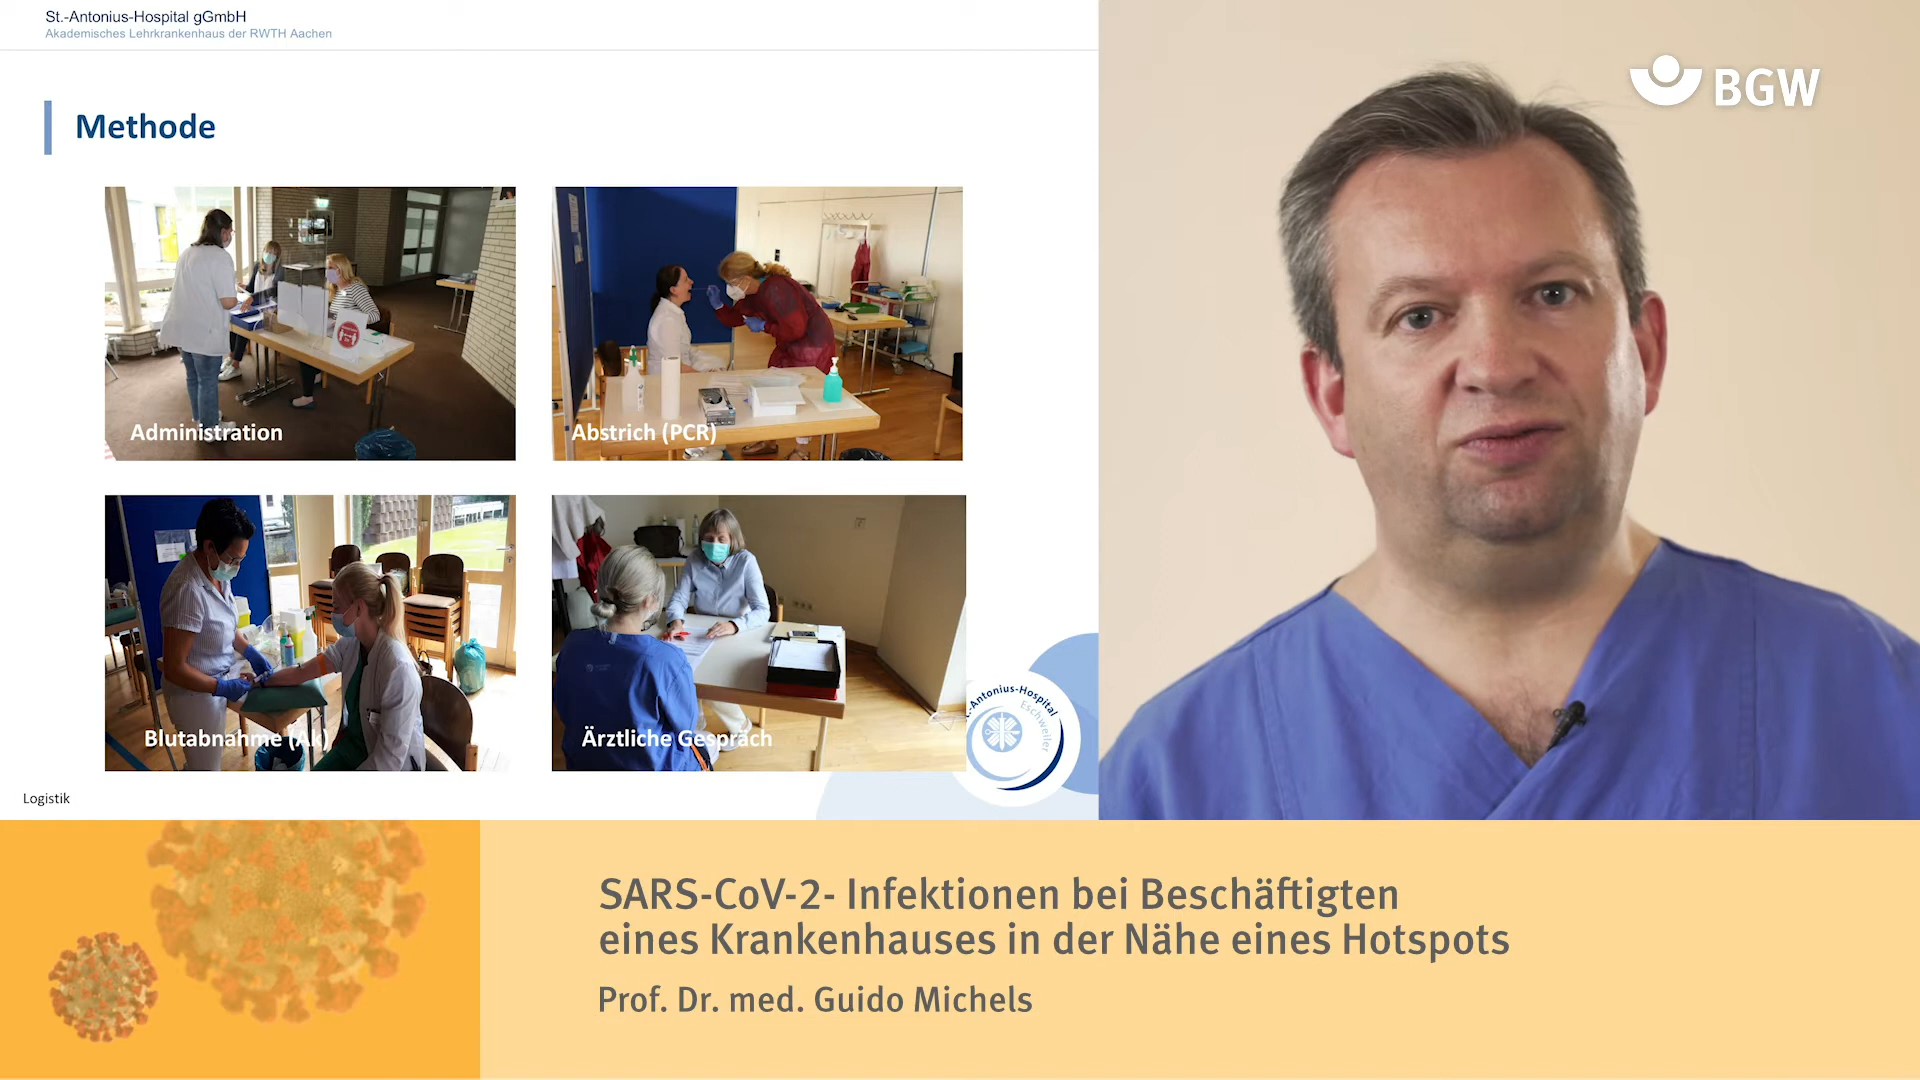 St.-Antonius-Hospital gGmbH
Akademisches Lehrkrankenhaus der RWTH Aachen
Methode
Administration
Abstrich (PCR)
Blutabnahme (Ak)
Ärztliche Gespräch
-Antonius-Hospital
Eschweiler
Logistik
BGW
SARS-CoV-2- Infektionen bei Beschäftigten
eines Krankenhauses in der Nähe eines Hotspots
Prof. Dr. med. Guido Michels